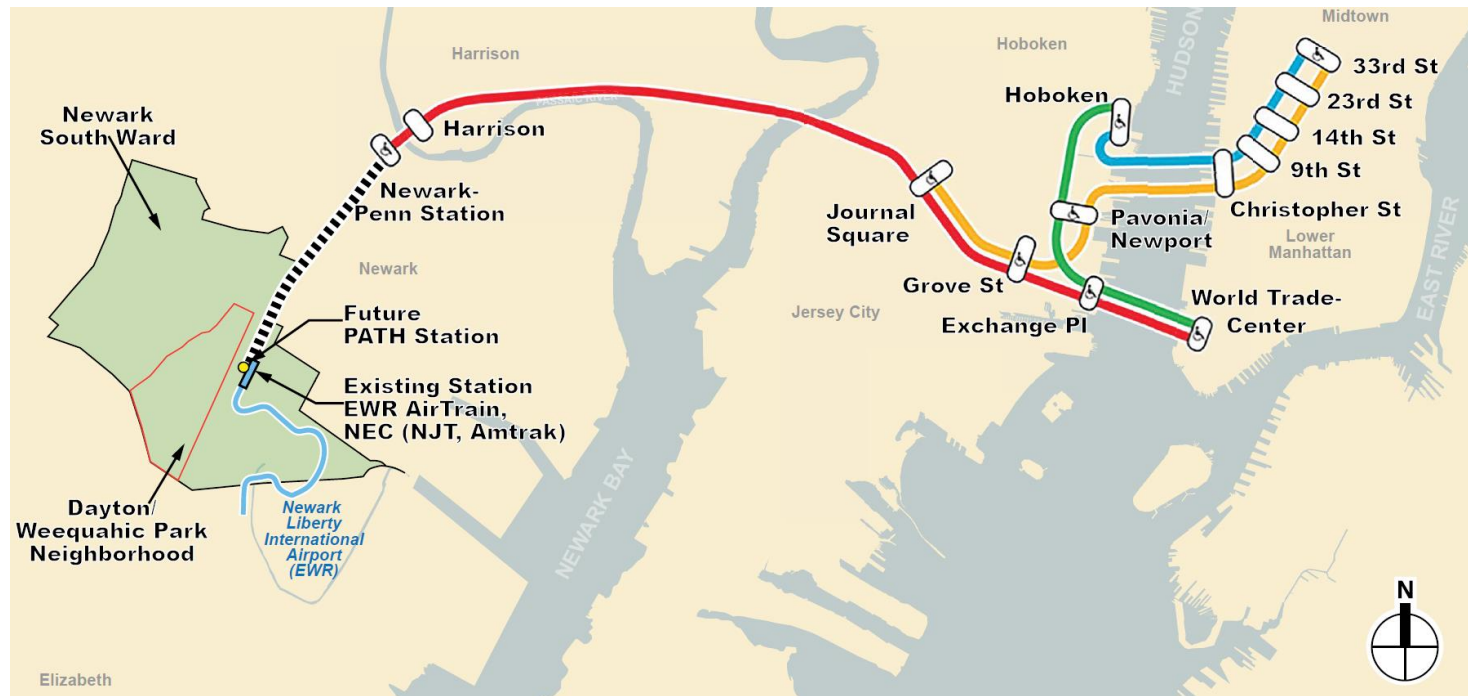 Midtown
Harrison
Hoboken
HUDSON
33rd St
Hoboken
23rd St
Newark
South Ward
PASSAIC RIVER
Harrison
14th St
9th St
Newark-
Penn Station
Journal
Square
Pavonia/
Newport
Christopher St
Lower
Manhattan
EAST RIVER
Newark
Grove St
World Trade-
Center
Future
PATH Station
Jersey City
Exchange Pl
Existing Station
EWR AirTrain,
NEC (NJT, Amtrak)
Dayton/
Weequahic Park
Neighborhood
Newark
Liberty
International
Airport
(EWR)
NEWARK BAY
N
Elizabeth